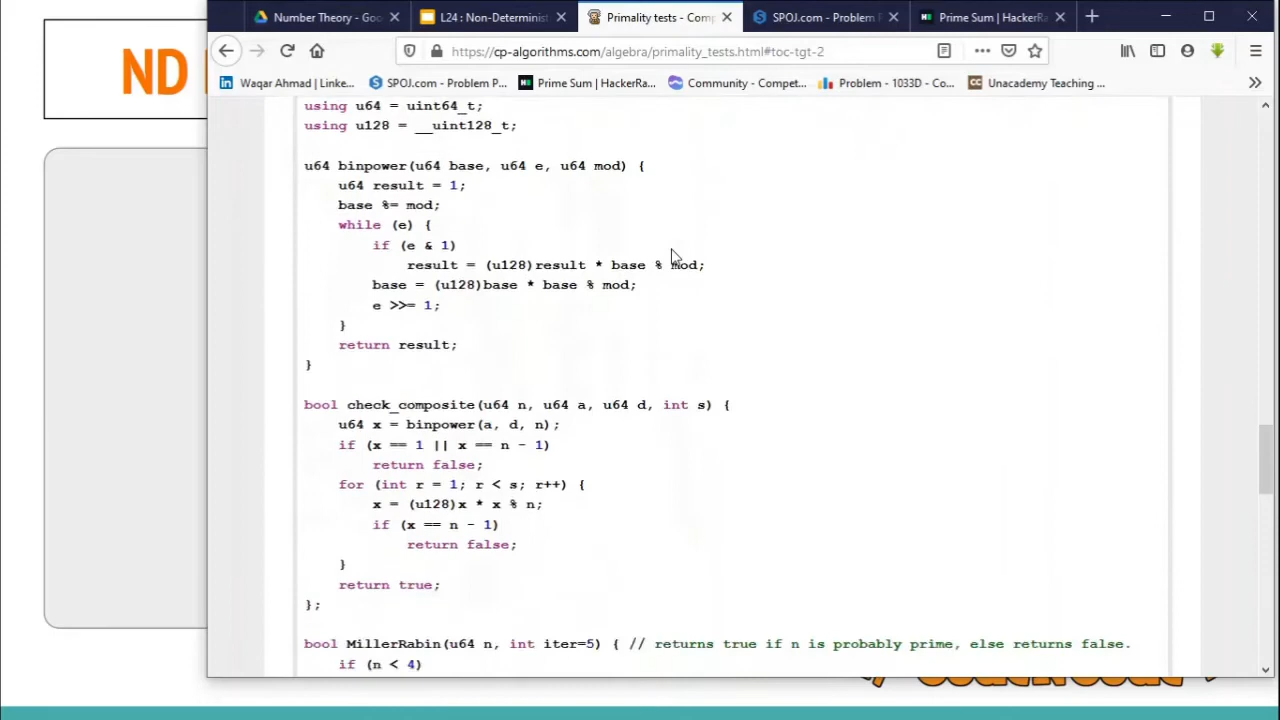 ND
Number Theory - Goo
L24 : Non-Determinist
Primality tests - Comp
SPOJ.com - Problem P
Prime Sum | HackerRa
https://cp-algorithms.com/algebra/primality_tests.html#toc-tgt-2
Waqar Ahmad | Linke...
SPOJ.com - Problem P...
Prime Sum | HackerRa...
Community - Compet...
Problem - 1033D - Co...
Unacademy Teaching ...
using u64 = uint64_t;
using u128 = __uint128_t;
u64 binpower(u64 base, u64 e, u64 mod) {
u64 result = 1;
base %= mod;
while (e) {
if (e & 1)
result = (u128)result * base % mod;
base = (u128)base * base % mod;
e >>= 1;
}
return result;
}
bool check_composite(u64 n, u64 a, u64 d, int s) {
u64 x = binpower(a, d, n);
if (x == 1 || x == n - 1)
return false;
for (int r = 1; r < s; r++) {
x = (u128)x * x % n;
if (x == n - 1)
return false;
}
return true;
};
bool MillerRabin(u64 n, int iter=5) { // returns true if n is probably prime, else returns false.
if (n < 4)